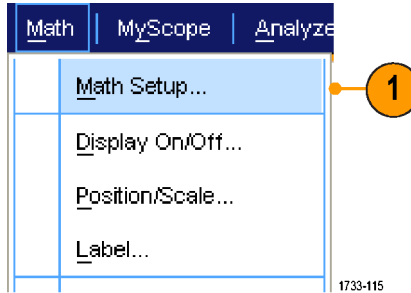 Math | MyScope | Analyze
Math Setup...
1
Display On/Off...
Position/Scale...
Label...
1733-115